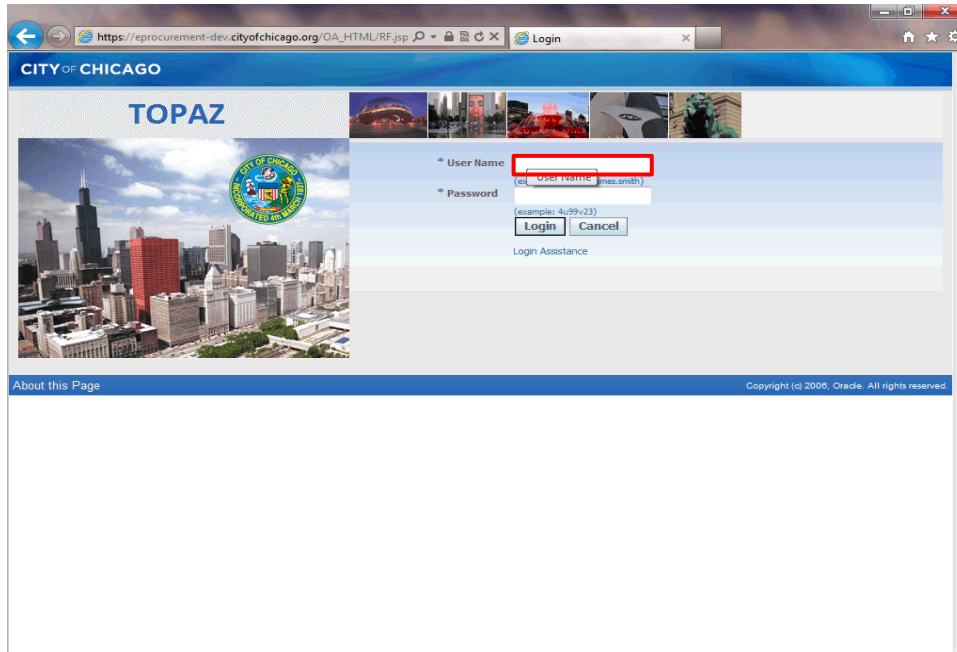 https://eprocurement-dev.cityofchicago.org/OA_HTML/RF.jsp
Login
CITY OF CHICAGO
TOPAZ
CITY OF CHICAGO
INCORPORATED 4th MARCH 1837
* User Name
User Name
mes.smith)
* Password
(example: 4u99v23)
Login Cancel
Login Assistance
About this Page
Copyright (c) 2006, Oracle. All rights reserved.